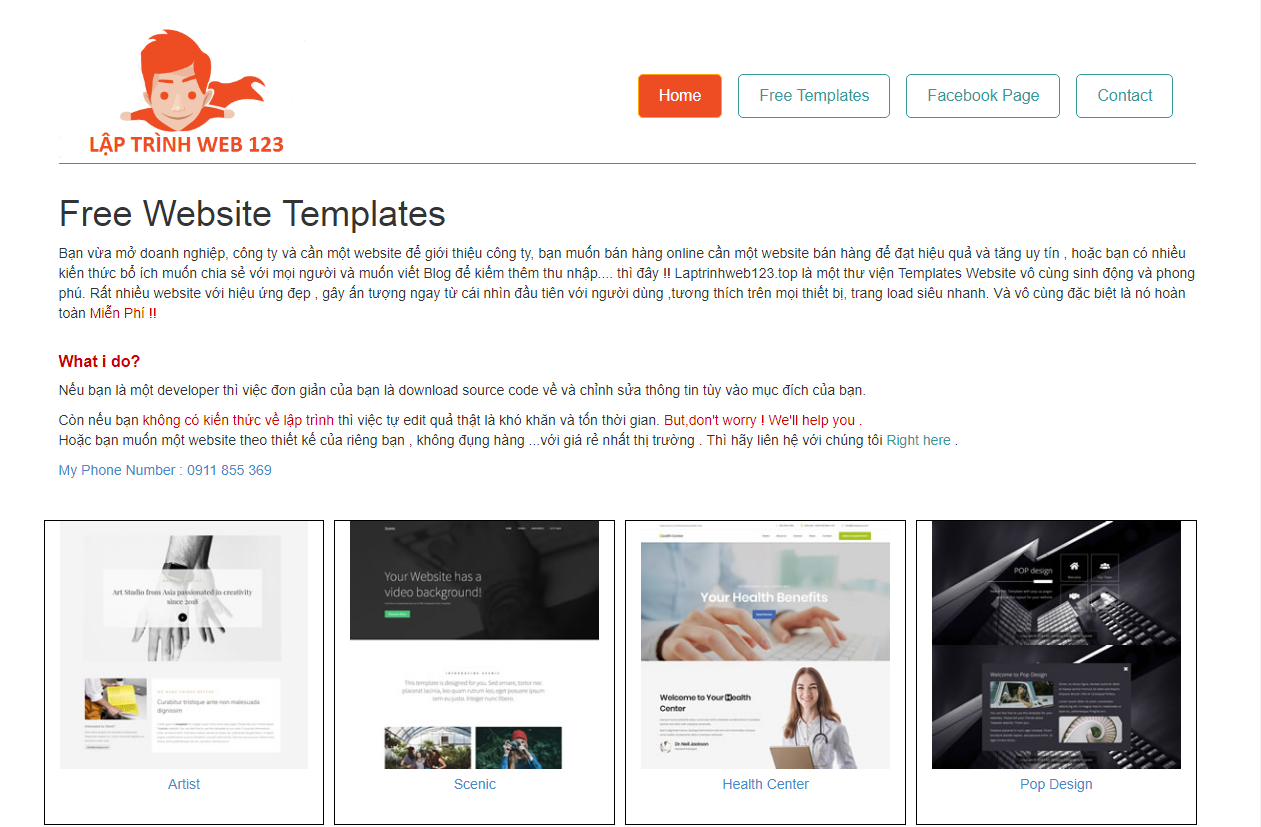 LẬP TRÌNH WEB 123
Home
Free Templates
Facebook Page
Contact
Free Website Templates
Bạn vừa mở doanh nghiệp, công ty và cần một website để giới thiệu công ty, bạn muốn bán hàng online cần một website bán hàng để đạt hiệu quả và tăng uy tín , hoặc bạn có nhiều
kiến thức bổ ích muốn chia sẻ với mọi người và muốn viết Blog để kiếm thêm thu nhập.... thì đây !! Laptrinhweb123.top là một thư viện Templates Website vô cùng sinh động và phong
phú. Rất nhiều website với hiệu ứng đẹp , gây ấn tượng ngay từ cái nhìn đầu tiên với người dùng ,tương thích trên mọi thiết bị, trang load siêu nhanh. Và vô cùng đặc biệt là nó hoàn
toàn Miễn Phí !!
What i do?
Nếu bạn là một developer thì việc đơn giản của bạn là download source code về và chỉnh sửa thông tin tùy vào mục đích của bạn.
Còn nếu bạn không có kiến thức về lập trình thì việc tự edit quả thật là khó khăn và tốn thời gian. But,don't worry ! We'll help you .
Hoặc bạn muốn một website theo thiết kế của riêng bạn , không đụng hàng ...với giá rẻ nhất thị trường . Thì hãy liên hệ với chúng tôi Right here .
My Phone Number : 0911 855 369
Art Studio from Asia passionated in creativity
since 2018
Curabitur tristique ante non malesuada
dignissim
Artist
Your Website has a
video background!
INTRODUCING SCENIC
This template is designed for you. Sed ornare, tortor nec
placerat lacinia, leo quam rutrum leo, eget posuere ipsum
sem eu justo. Integer nunc libero.
Scenic
Health Center
Your Health Benefits
Welcome to Your Health
Center
Dr. Neil Jackson
Health Center
POP design
Welcome to Pop Design
Pop Design